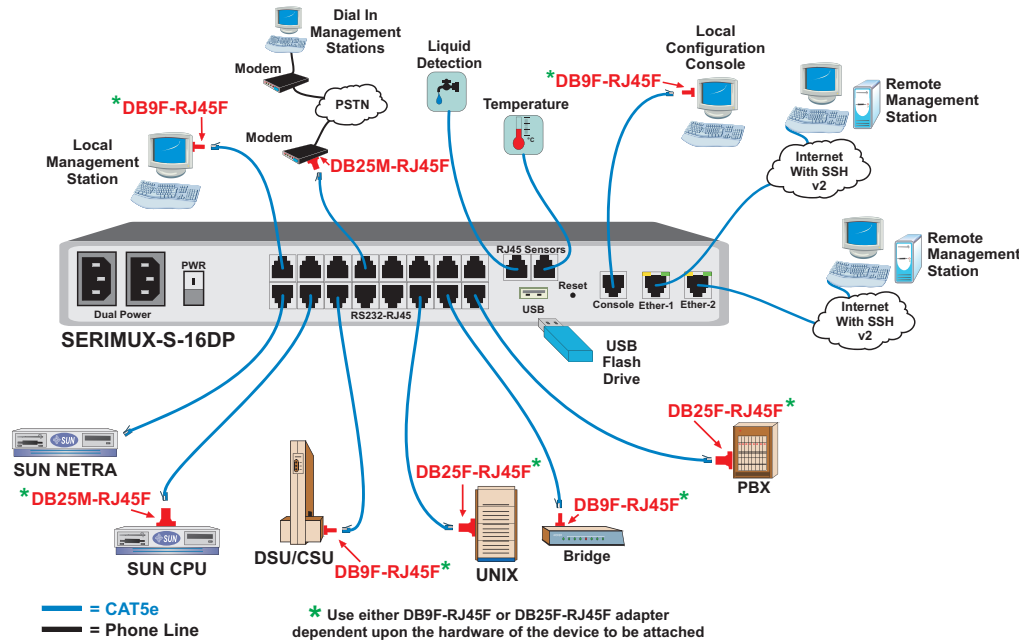 Dial In
Management
Stations
Modem
PSTN
Modem
*DB9F-RJ45F
Local
Management
Station
DB25M-RJ45F
Liquid
Detection
Temperature
°C
*DB9F-RJ45F
Local
Configuration
Console
Remote
Management
Station
Internet
With SSH
v2
Remote
Management
Station
Internet
With SSH
v2
Dual Power
PWR
RS232-RJ45
RJ45 Sensors
USB
Reset
Console
Ether-1
Ether-2
SERIMUX-S-16DP
USB
Flash
Drive
SUN
SUN NETRA
*DB25M-RJ45F
SUN
SUN CPU
DSU/CSU
DB9F-RJ45F*
DB25F-RJ45F*
UNIX
DB9F-RJ45F*
Bridge
DB25F-RJ45F*
PBX
= CAT5e
= Phone Line
* Use either DB9F-RJ45F or DB25F-RJ45F adapter
dependent upon the hardware of the device to be attached